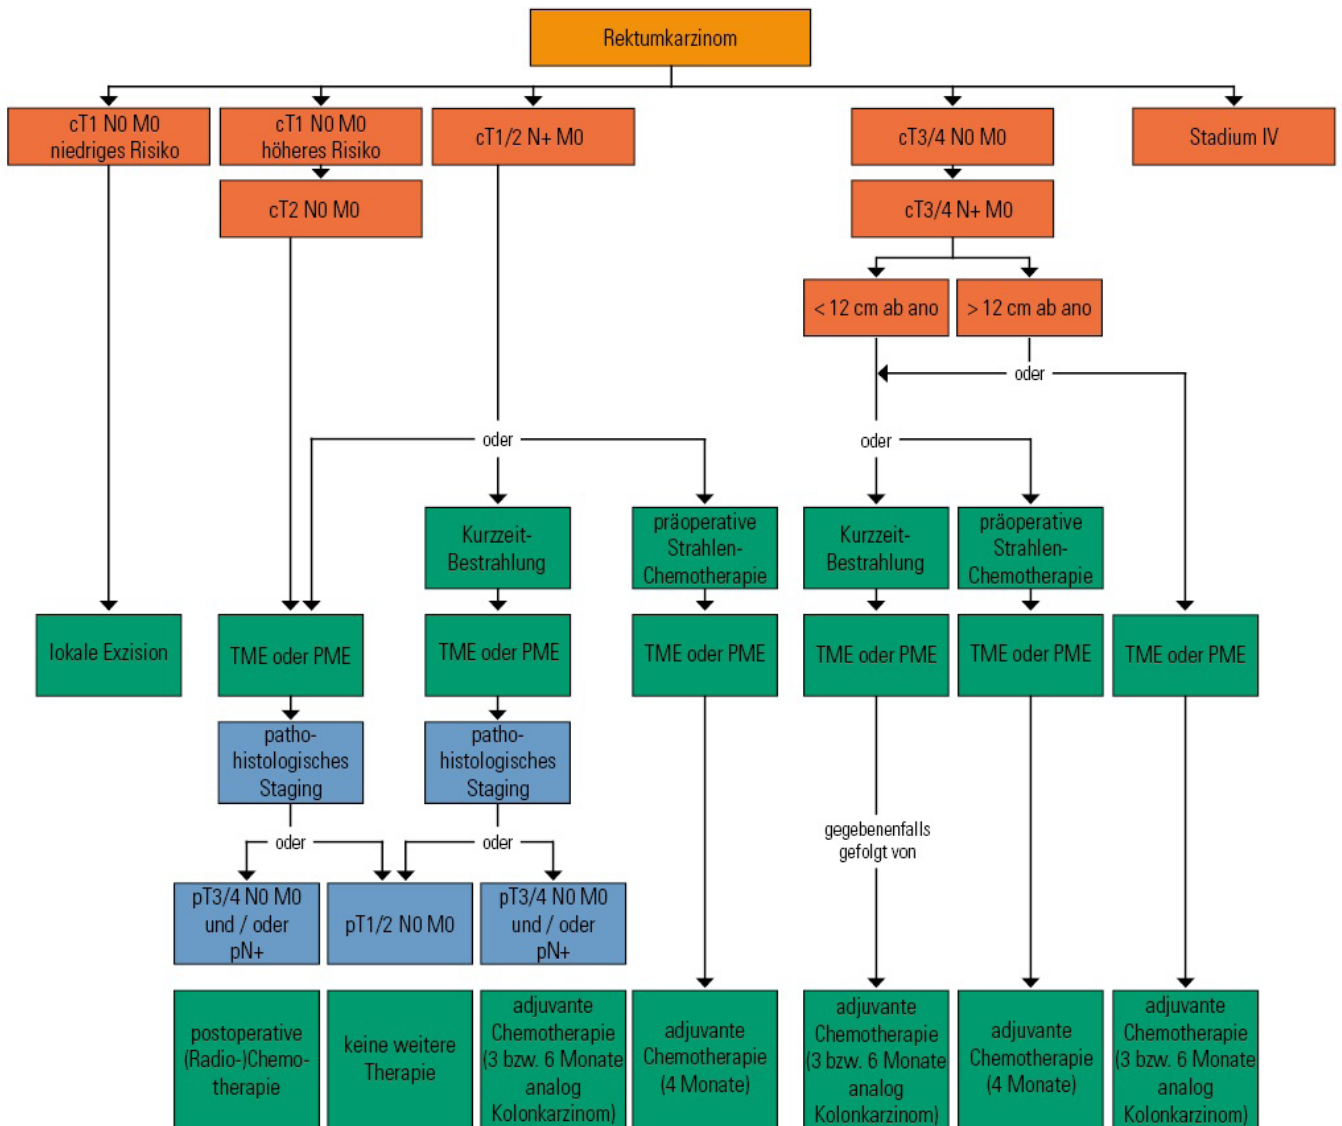 Rektumkarzinom
cT1 N0 M0
niedriges Risiko
cT1 N0 M0
höheres Risiko
cT1/2 N+ M0
cT3/4 N0 M0
Stadium IV
cT2 N0 M0
cT3/4 N+ M0
< 12 cm ab ano
> 12 cm ab ano
oder
oder
oder
Kurzzeit-
Bestrahlung
präoperative
Strahlen-
Chemotherapie
Kurzzeit-
Bestrahlung
präoperative
Strahlen-
Chemotherapie
lokale Exzision
TME oder PME
TME oder PME
TME oder PME
TME oder PME
TME oder PME
TME oder PME
patho-
histologisches
Staging
patho-
histologisches
Staging
oder
oder
gegebenenfalls
gefolgt von
pT3/4 N0 M0
und / oder
pN+
pT1/2 N0 M0
pT3/4 N0 M0
und / oder
pN+
postoperative
(Radio-)Chemo-
therapie
keine weitere
Therapie
adjuvante
Chemotherapie
(3 bzw. 6 Monate
analog
Kolonkarzinom)
adjuvante
Chemotherapie
(4 Monate)
adjuvante
Chemotherapie
(3 bzw. 6 Monate
analog
Kolonkarzinom)
adjuvante
Chemotherapie
(4 Monate)
adjuvante
Chemotherapie
(3 bzw. 6 Monate
analog
Kolonkarzinom)